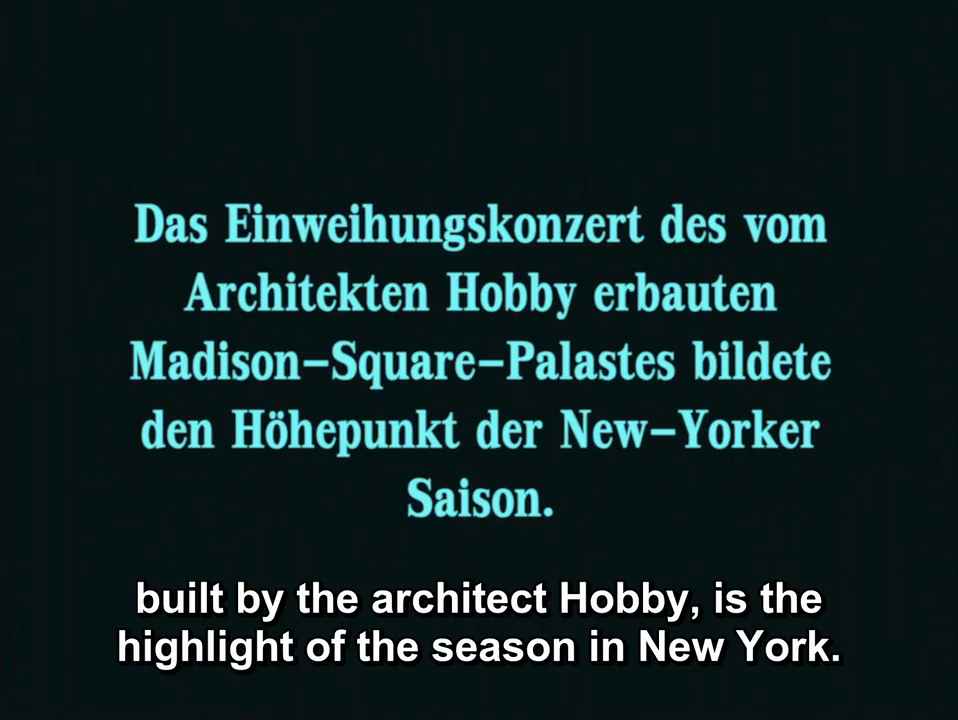 Das Einweihungskonzert des vom
Architekten Hobby erbauten
Madison-Square-Palastes bildete
den Höhepunkt der New-Yorker
Saison.
built by the architect Hobby, is the
highlight of the season in New York.